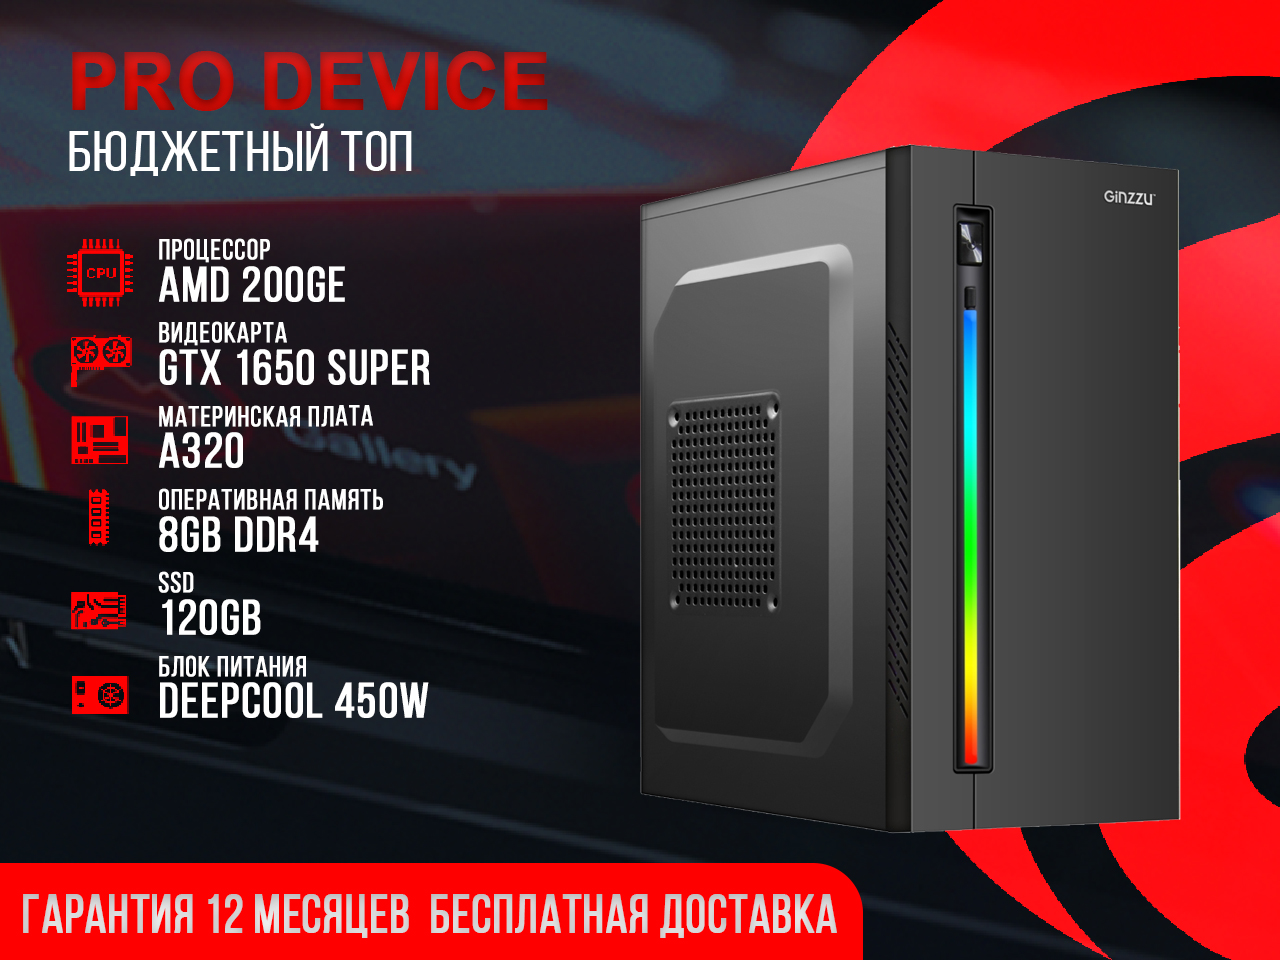 PRO DEVICE
БЮДЖЕТНЫЙ ТОП
GiNZZU
CPU
ПРОЦЕССОР
AMD 200GE
ВИДЕОКАРТА
GTX 1650 SUPER
МАТЕРИНСКАЯ ПЛАТА
A320
Gallery
ОПЕРАТИВНАЯ ПАМЯТЬ
8GB DDR4
SSD
120GB
БЛОК ПИТАНИЯ
DEEPCOOL 450W
ГАРАНТИЯ 12 МЕСЯЦЕВ БЕСПЛАТНАЯ ДОСТАВКА